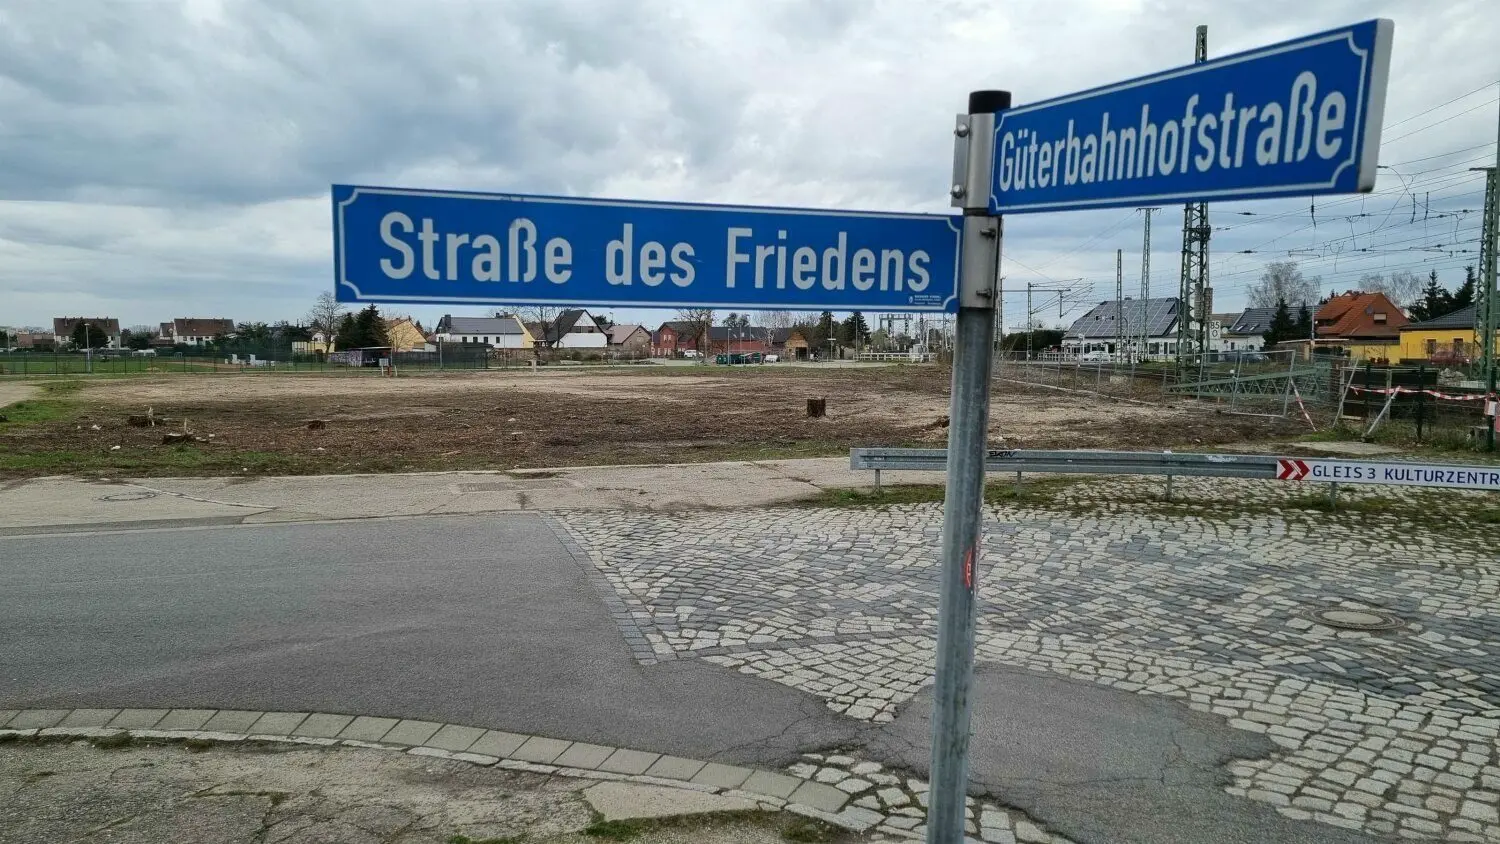 Güterbahnhofstraße
Straße des Friedens
GLEIS 3 KULTURZENTR